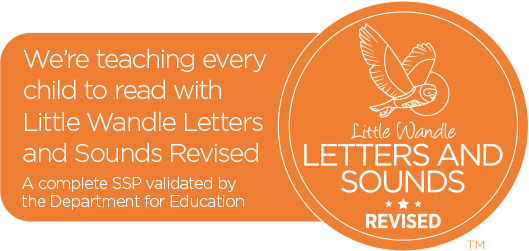 We're teaching every
child to read with
Little Wandle Letters
and Sounds Revised
A complete SSP validated by
the Department for Education
Little Wandle
LETTERS AND
SOUNDS
REVISED
TM